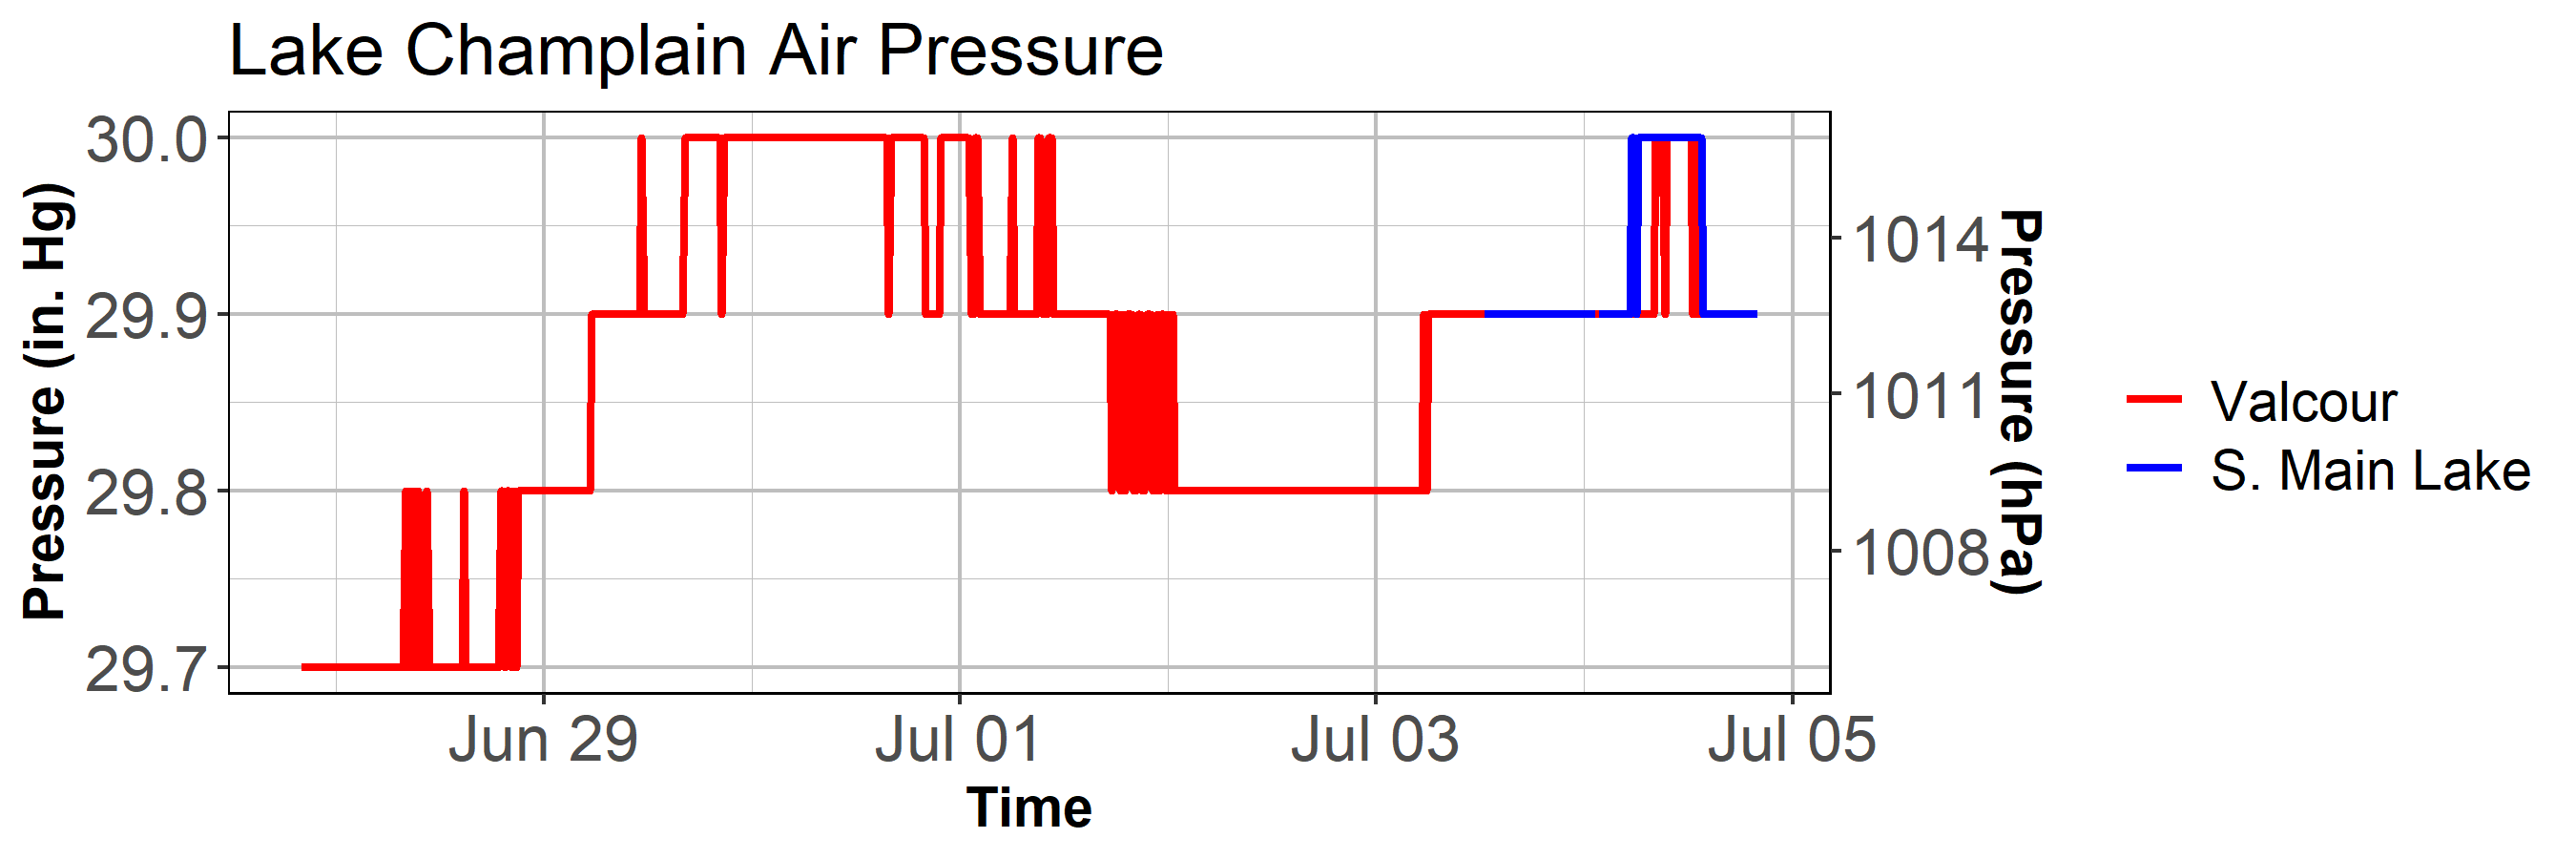 Lake Champlain Air Pressure
Pressure (in. Hg)
30.0
29.9
29.8
29.7
1014
1011
1008
Pressure (hPa)
Jun 29
Jul 01
Jul 03
Jul 05
Time
Valcour
S. Main Lake